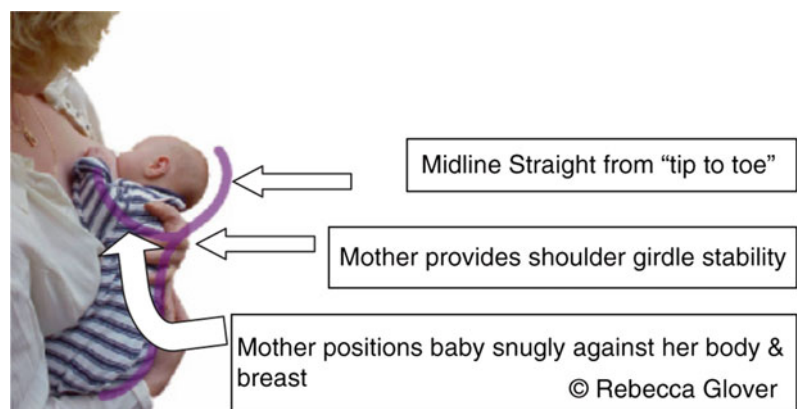 Midline Straight from “tip to toe”
Mother provides shoulder girdle stability
Mother positions baby snugly against her body &
breast
© Rebecca Glover